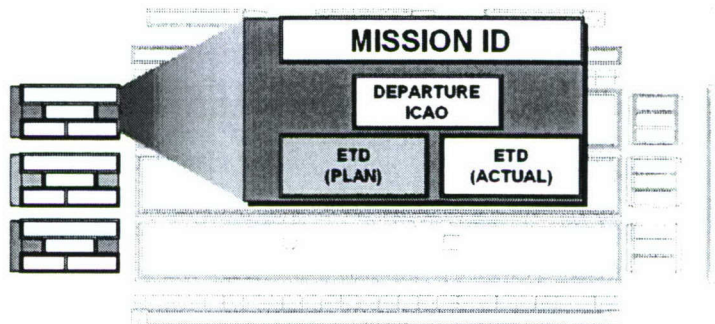 MISSION ID
DEPARTURE
ICAO
ETD
(PLAN)
ETD
(ACTUAL)